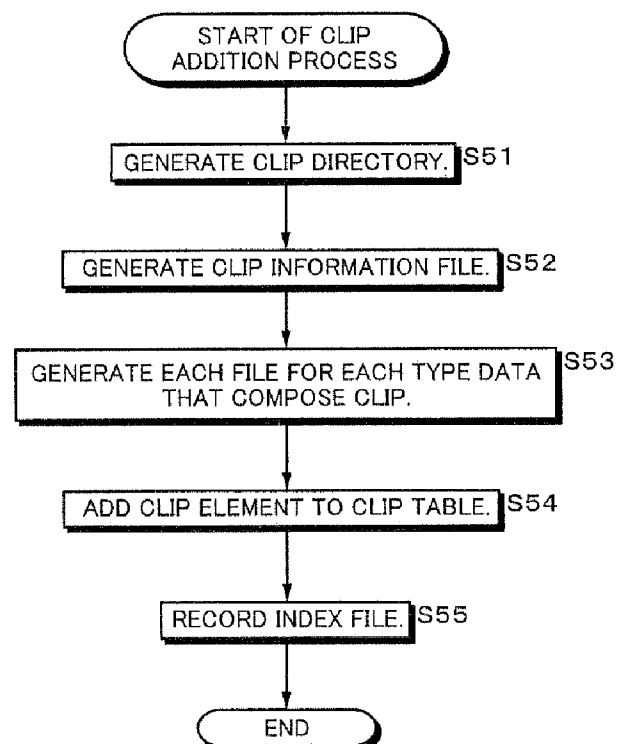 START OF CLIP
ADDITION PROCESS
GENERATE CLIP DIRECTORY. S51
GENERATE CLIP INFORMATION FILE. S52
GENERATE EACH FILE FOR EACH TYPE DATA S53
THAT COMPOSE CLIP.
ADD CLIP ELEMENT TO CLIP TABLE. S54
RECORD INDEX FILE. S55
END